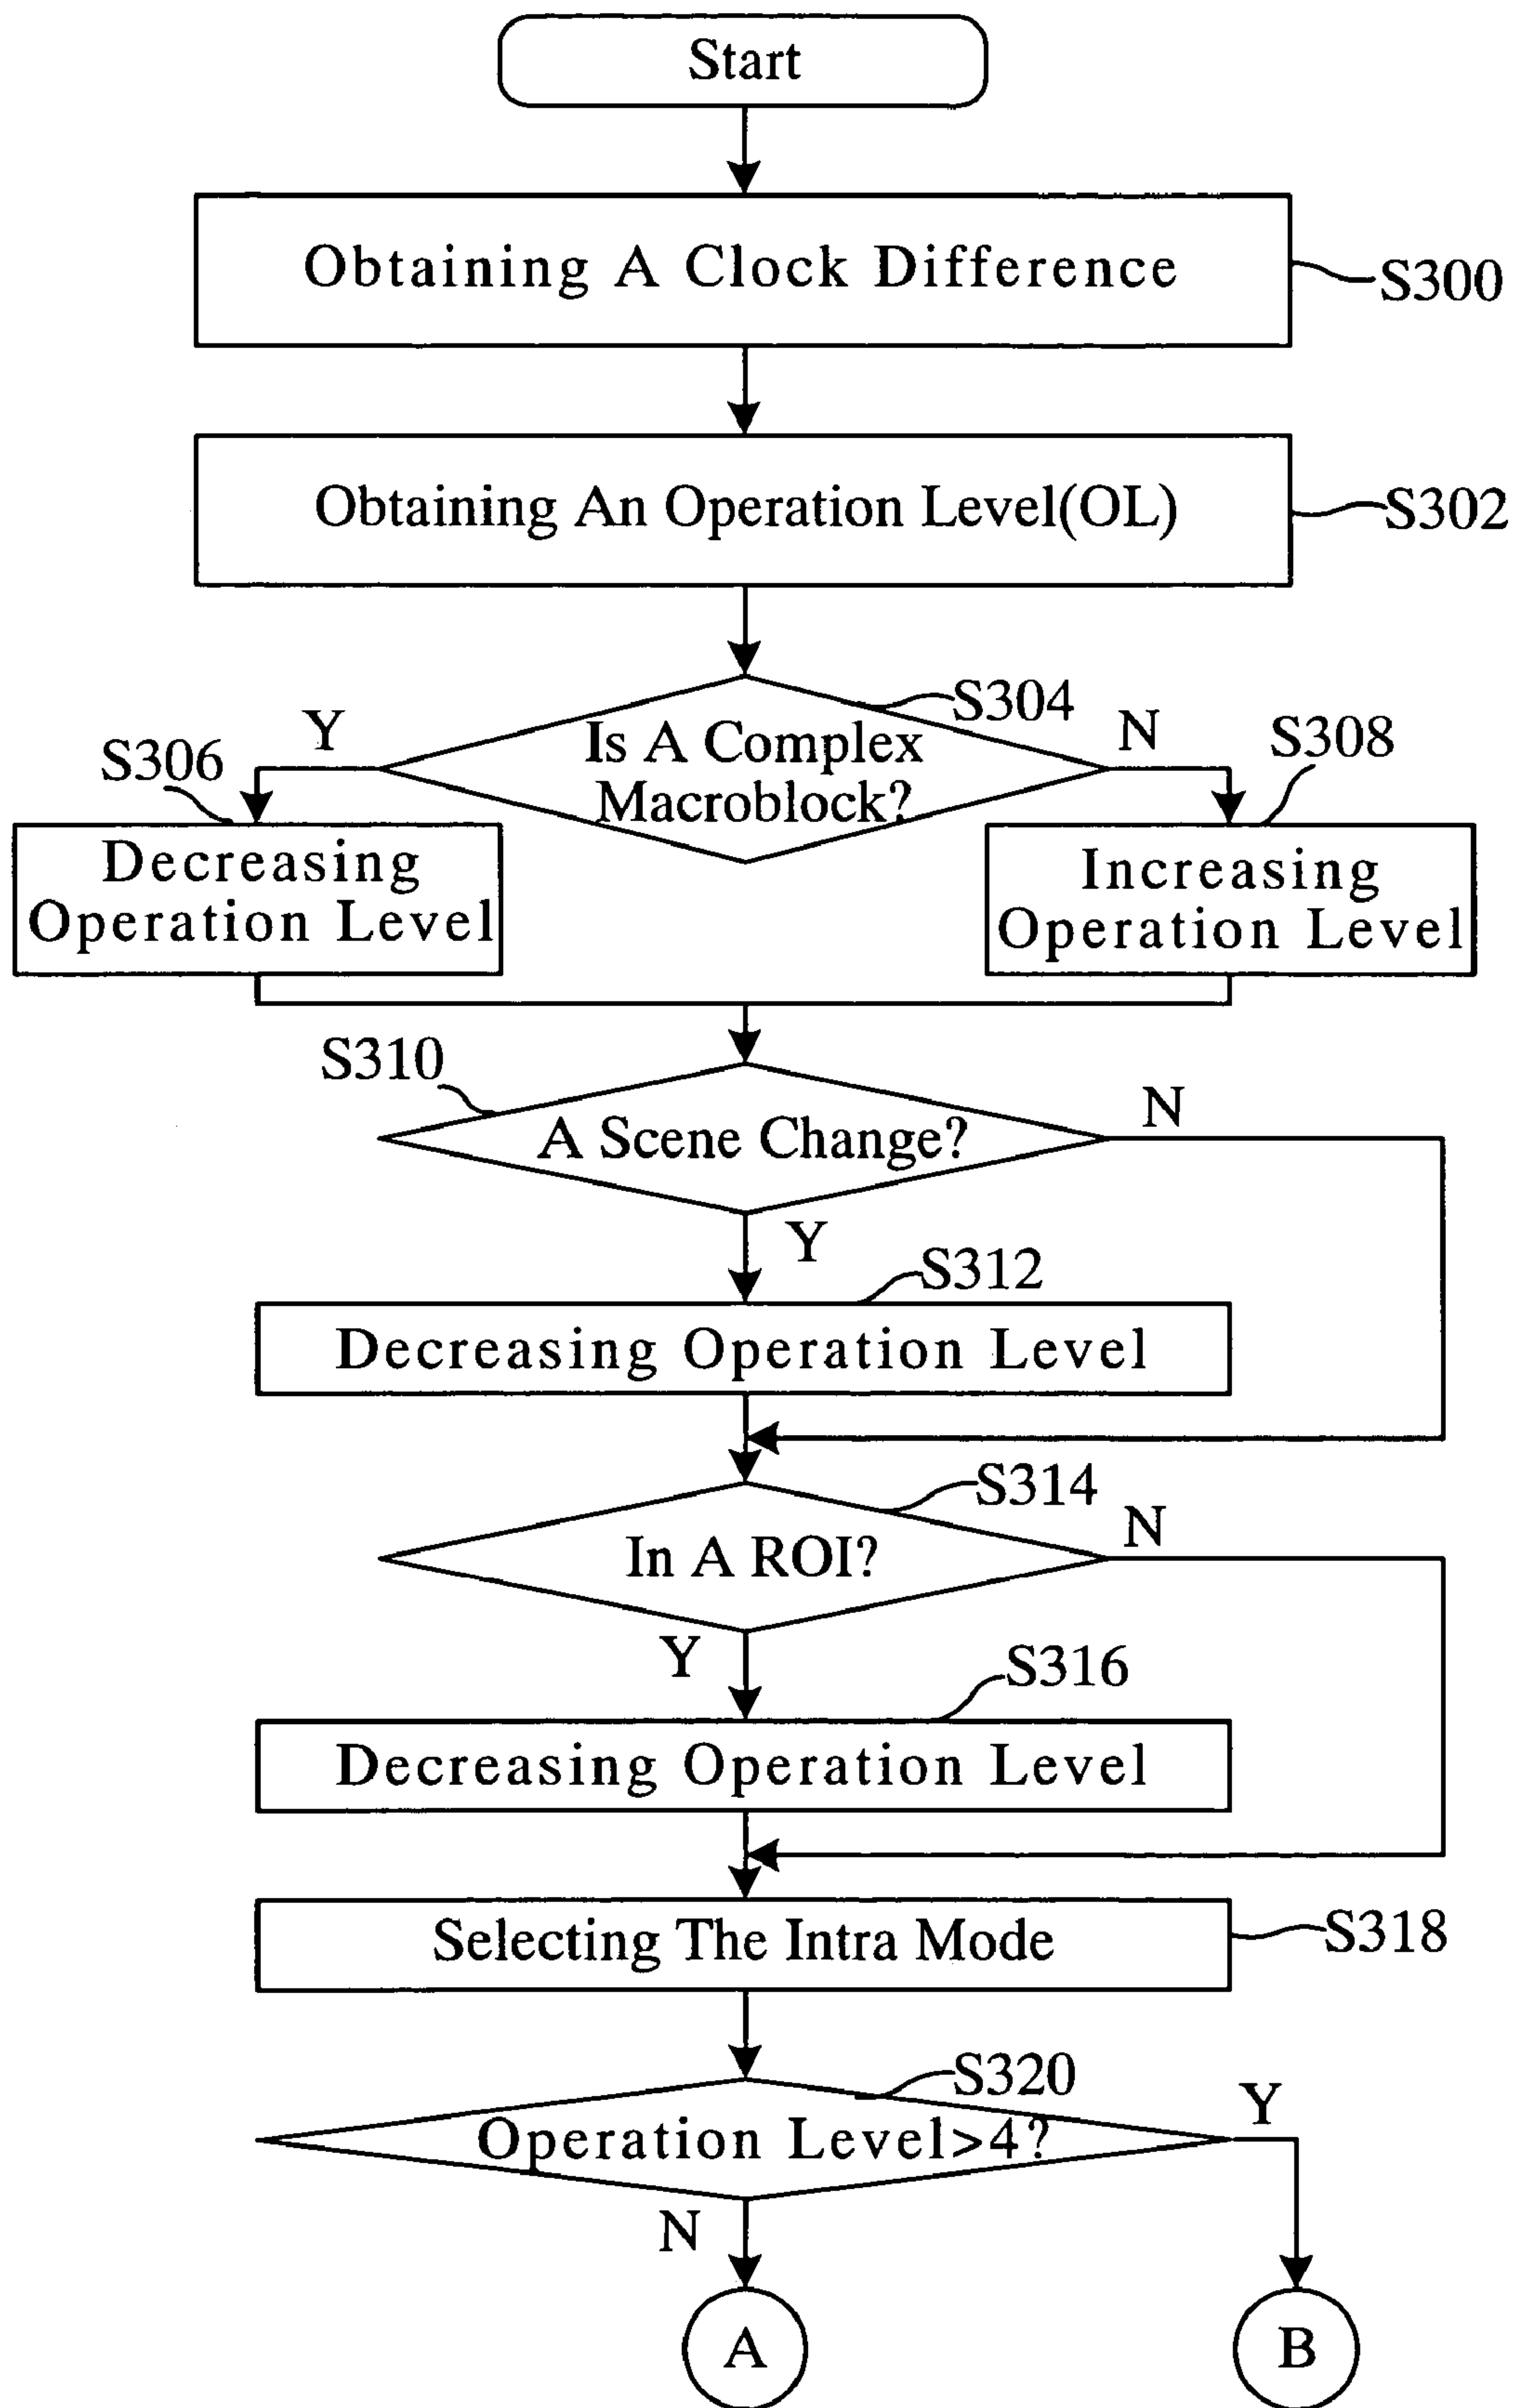 Start
Obtaining A Clock Difference
S300
Obtaining An Operation Level(OL)
S302
S304
Y
Is A Complex
Macroblock?
N
S306
S308
Decreasing
Operation Level
Increasing
Operation Level
S310
A Scene Change?
N
Y
S312
Decreasing Operation Level
S314
In A ROI?
N
Y
S316
Decreasing Operation Level
Selecting The Intra Mode
S318
S320
Operation Level>4?
Y
N
A
B